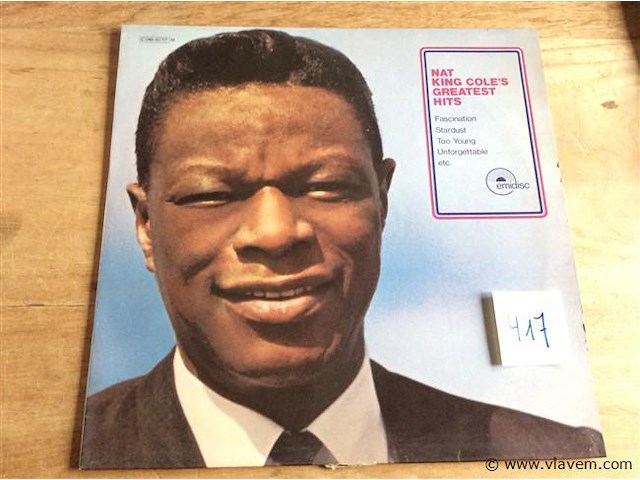 NAT
KING COLE'S
GREATEST
HITS
Fascination
Stardust
Too Young
Unforgettable
etc.
emidisc
417
© www.vlavem.com